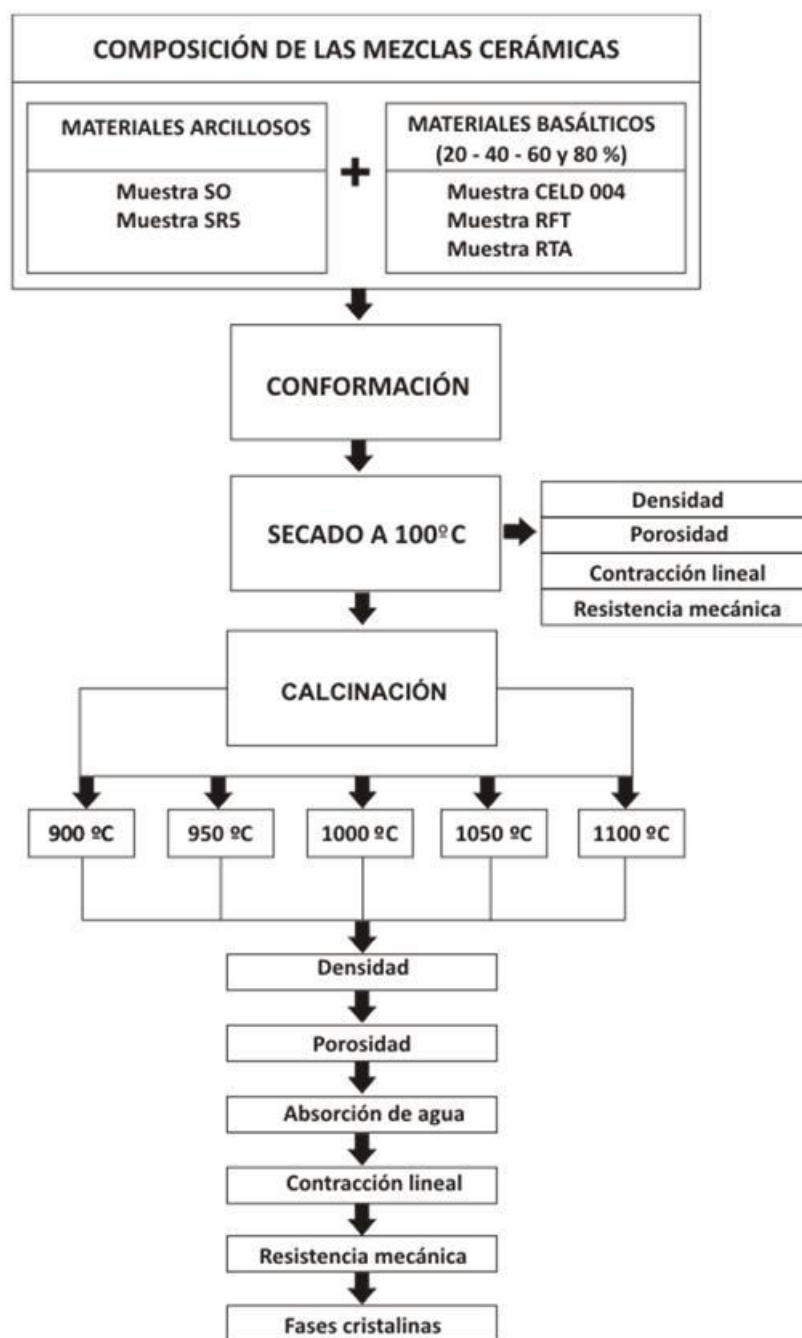 COMPOSICIÓN DE LAS MEZCLAS CERÁMICAS
MATERIALES ARCILLOSOS
Muestra SO
Muestra SR5
+
MATERIALES BASÁLTICOS
(20 - 40 - 60 y 80 %)
Muestra CELD 004
Muestra RFT
Muestra RTA
CONFORMACIÓN
SECADO A 100ºC
Densidad
Porosidad
Contracción lineal
Resistencia mecánica
CALCINACIÓN
900 ºC
950 ºC
1000 ºC
1050 ºC
1100 ºC
Densidad
Porosidad
Absorción de agua
Contracción lineal
Resistencia mecánica
Fases cristalinas